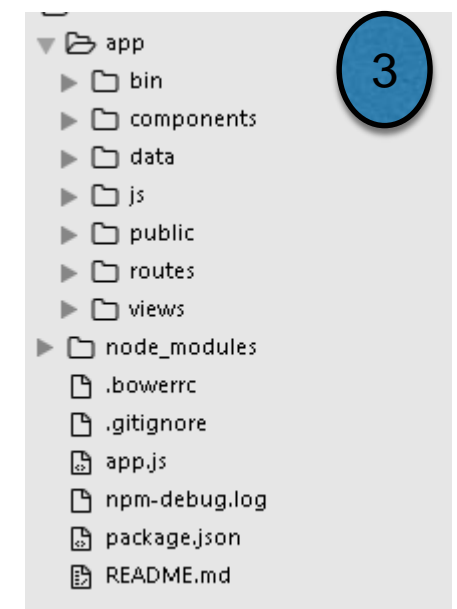 app
3
bin
components
data
js
public
routes
views
node_modules
.bowerrc
.gitignore
app.js
npm-debug.log
package.json
README.md